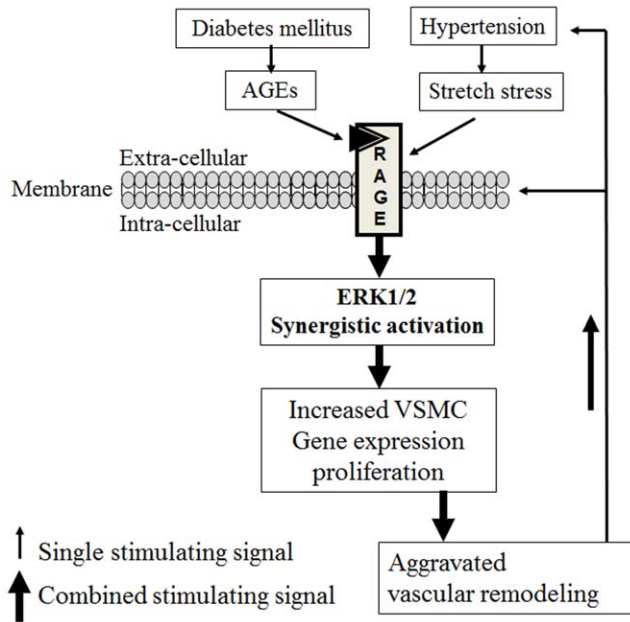 Diabetes mellitus
Hypertension
AGEs
Stretch stress
RAGE
Extra-cellular
Membrane
Intra-cellular
ERK1/2
Synergistic activation
Increased VSMC
Gene expression
proliferation
Single stimulating signal
Combined stimulating signal
Aggravated
vascular remodeling